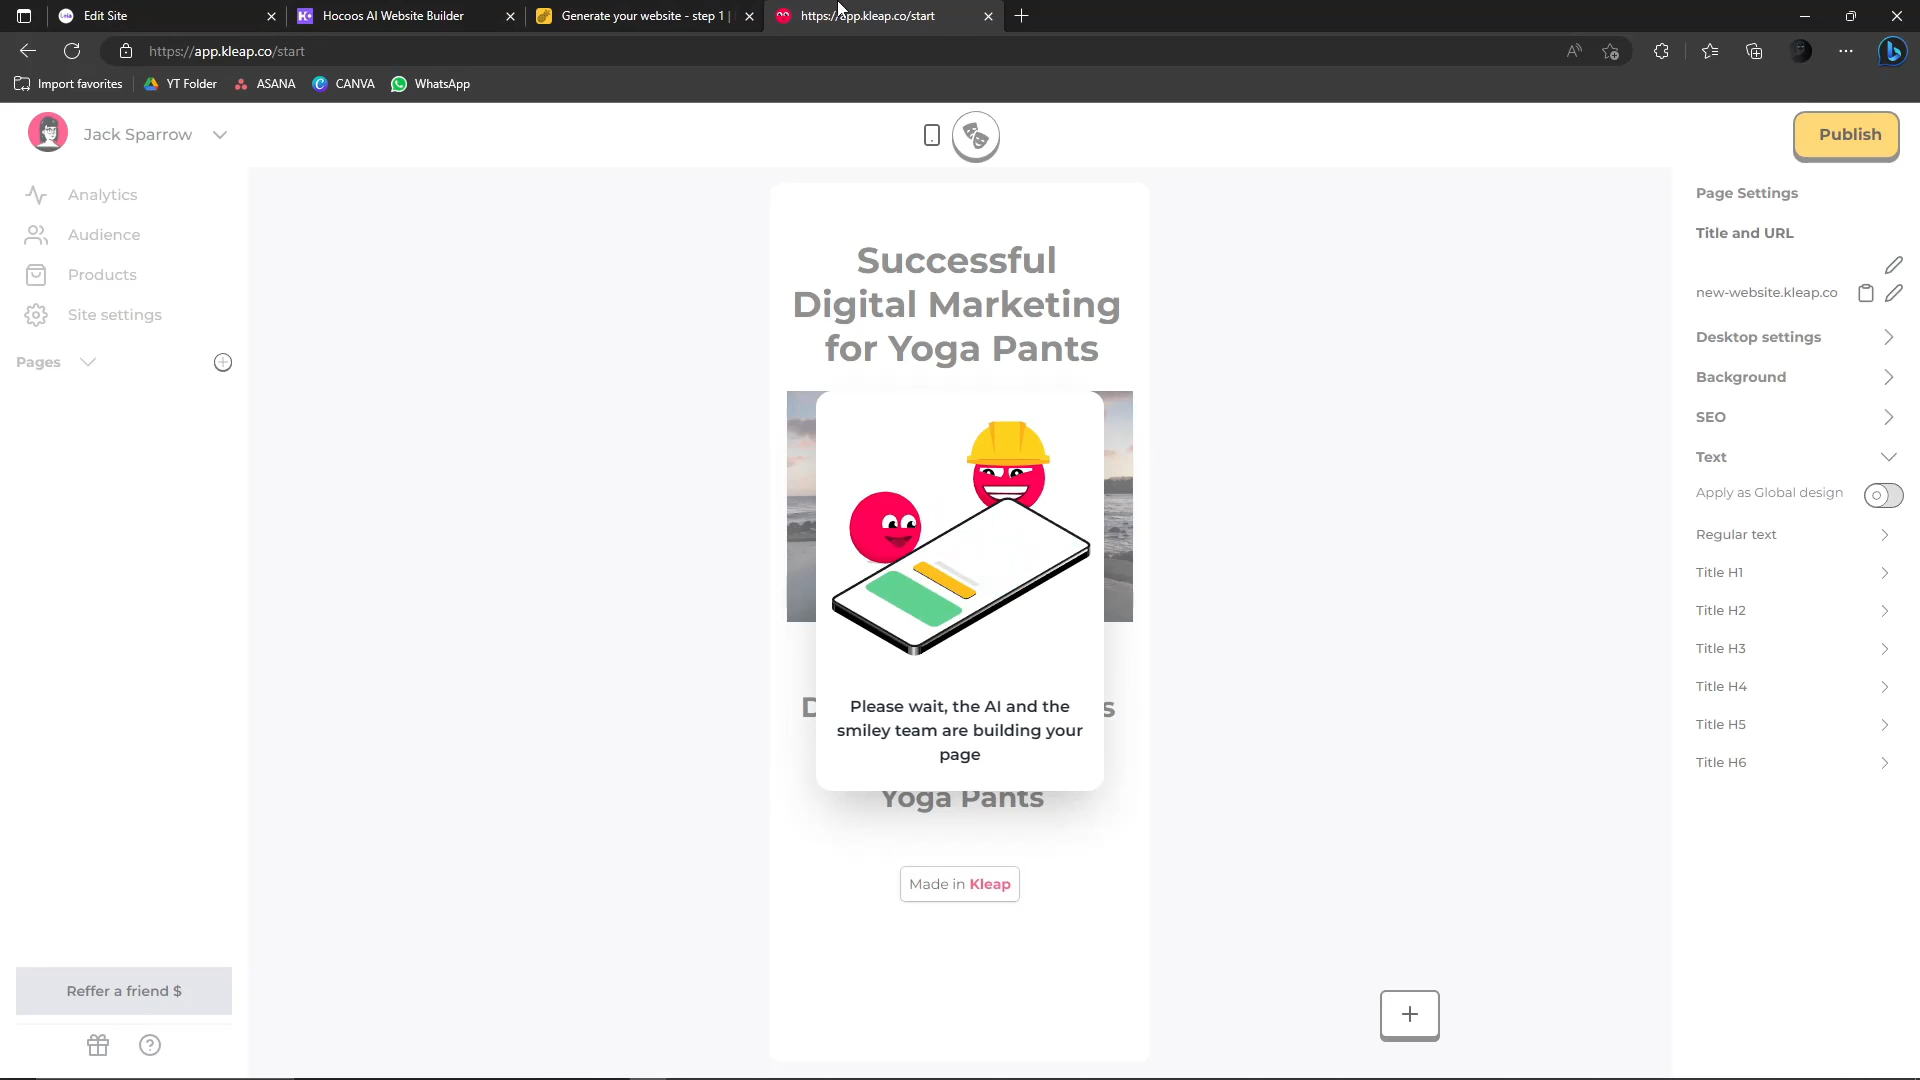 Edit Site
Hocoos AI Website Builder
Generate your website - step 1 |
https://app.kleap.co/start
https://app.kleap.co/start
Import favorites
YT Folder
ASANA
CANVA
WhatsApp
Jack Sparrow
Publish
Analytics
Audience
Products
Site settings
Pages
Successful
Digital Marketing
for Yoga Pants
Please wait, the AI and the
smiley team are building your
page
Yoga Pants
Made in Kleap
Page Settings
Title and URL
new-website.kleap.co
Desktop settings
Background
SEO
Text
Apply as Global design
Regular text
Title H1
Title H2
Title H3
Title H4
Title H5
Title H6
Reffer a friend $